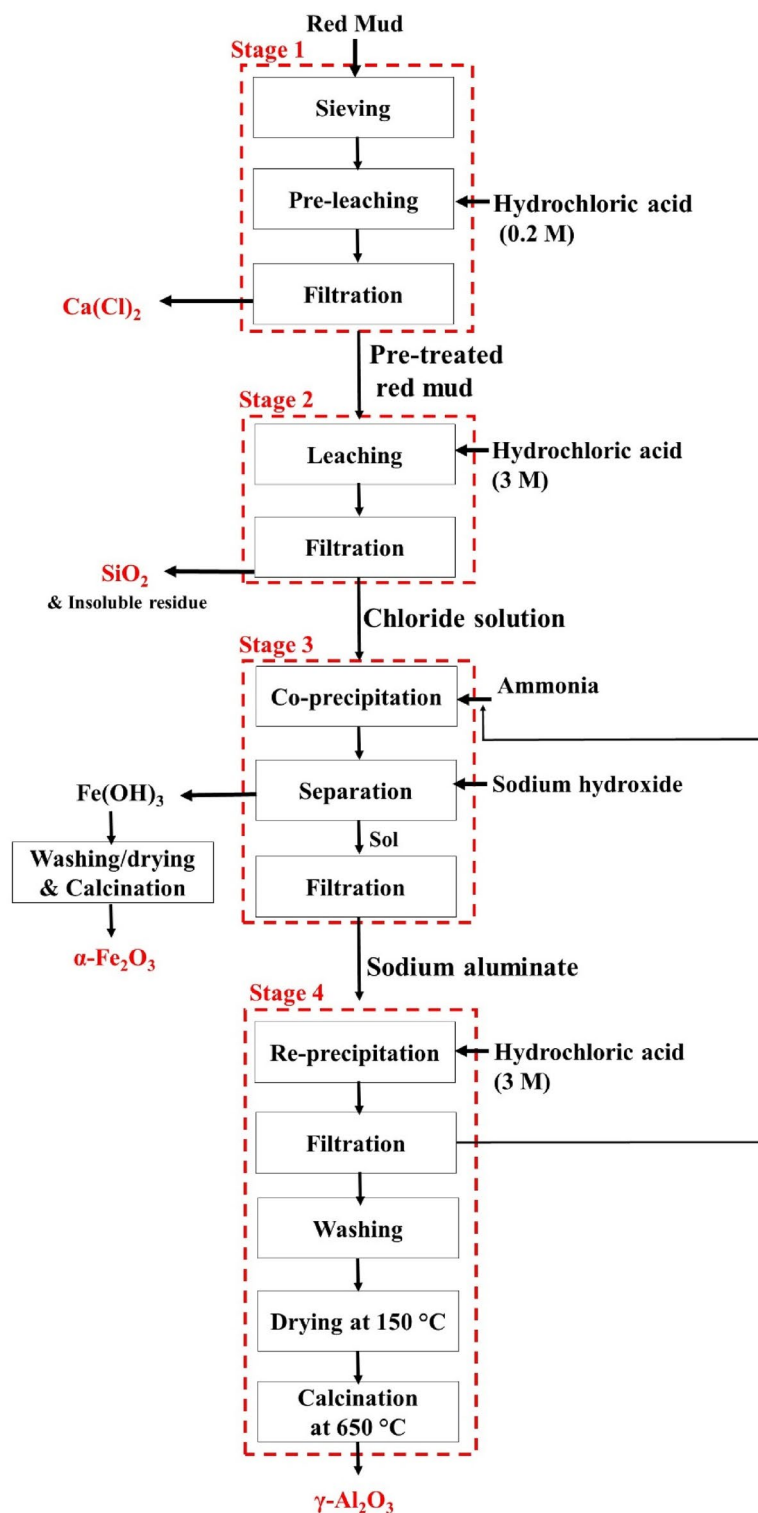 Red Mud
Stage 1
Sieving
Pre-leaching
Hydrochloric acid
(0.2 M)
Filtration
Ca(Cl)₂
Pre-treated
red mud
Stage 2
Leaching
Hydrochloric acid
(3 M)
Filtration
SiO₂
& Insoluble residue
Chloride solution
Stage 3
Co-precipitation
Ammonia
Separation
Sodium hydroxide
Fe(OH)₃
Sol
Washing/drying
& Calcination
Filtration
α-Fe₂O₃
Sodium aluminate
Stage 4
Re-precipitation
Hydrochloric acid
(3 M)
Filtration
Washing
Drying at 150 °C
Calcination
at 650 °C
γ-Al₂O₃